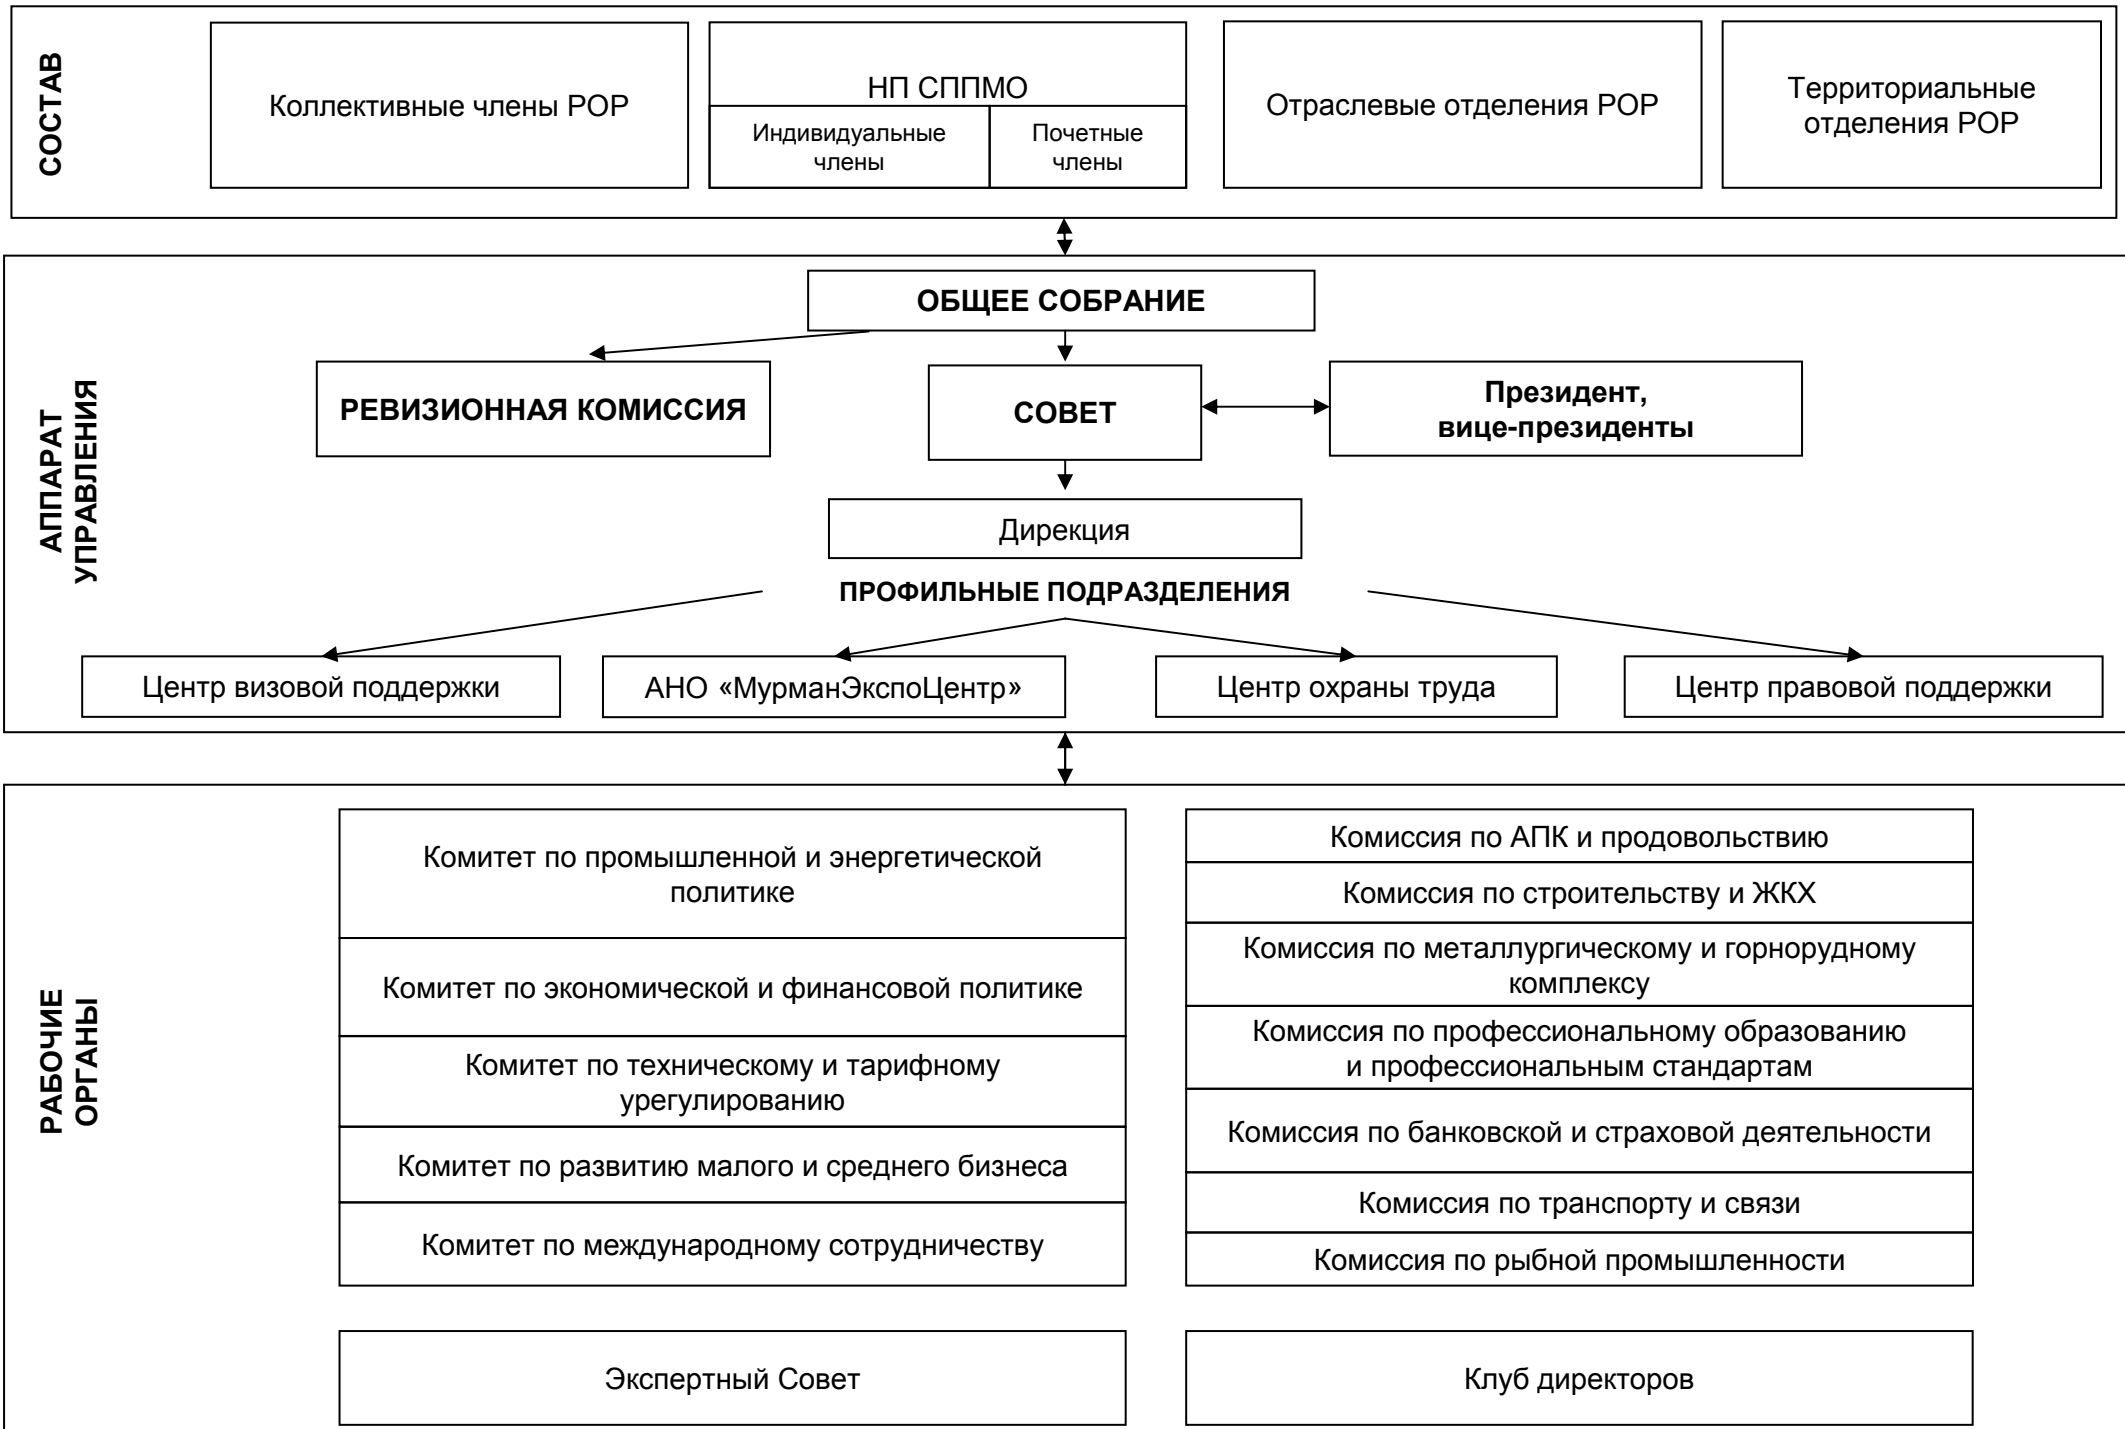 СОСТАВ
Коллективные члены РОР
НП СППМО
Индивидуальные
члены
Почетные
члены
Отраслевые отделения РОР
Территориальные
отделения РОР
АППАРАТ
УПРАВЛЕНИЯ
ОБЩЕЕ СОБРАНИЕ
РЕВИЗИОННАЯ КОМИССИЯ
СОВЕТ
Президент,
вице-президенты
Дирекция
ПРОФИЛЬНЫЕ ПОДРАЗДЕЛЕНИЯ
Центр визовой поддержки
АНО «МурманЭкспоЦентр»
Центр охраны труда
Центр правовой поддержки
РАБОЧИЕ
ОРГАНЫ
Комитет по промышленной и энергетической
политике
Комитет по экономической и финансовой политике
Комитет по техническому и тарифному
урегулированию
Комитет по развитию малого и среднего бизнеса
Комитет по международному сотрудничеству
Комиссия по АПК и продовольствию
Комиссия по строительству и ЖКХ
Комиссия по металлургическому и горнорудному
комплексу
Комиссия по профессиональному образованию
и профессиональным стандартам
Комиссия по банковской и страховой деятельности
Комиссия по транспорту и связи
Комиссия по рыбной промышленности
Экспертный Совет
Клуб директоров